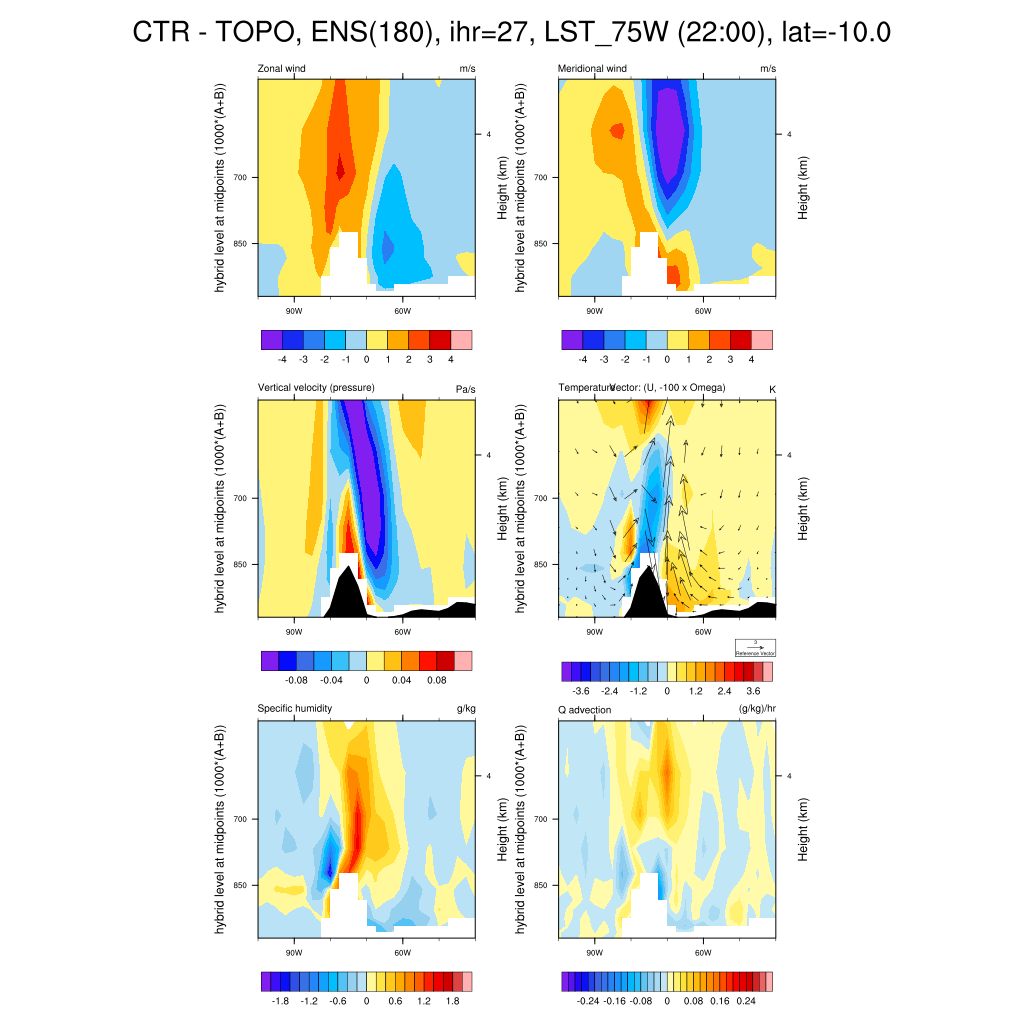 CTR - TOPO, ENS(180), ihr=27, LST_75W (22:00), lat=-10.0
Zonal wind m/s
hybrid level at midpoints (1000*(A+B))
700
850
4
Height (km)
90W 60W
-4 -3 -2 -1 0 1 2 3 4
Meridional wind m/s
hybrid level at midpoints (1000*(A+B))
700
850
4
Height (km)
90W 60W
-4 -3 -2 -1 0 1 2 3 4
Vertical velocity (pressure) Pa/s
hybrid level at midpoints (1000*(A+B))
700
850
4
Height (km)
90W 60W
-0.08 -0.04 0 0.04 0.08
Temperature Vector: (U, -100 x Omega) K
hybrid level at midpoints (1000*(A+B))
700
850
4
Height (km)
90W 60W
3
Reference Vector
-3.6 -2.4 -1.2 0 1.2 2.4 3.6
Specific humidity g/kg
hybrid level at midpoints (1000*(A+B))
700
850
4
Height (km)
90W 60W
-1.8 -1.2 -0.6 0 0.6 1.2 1.8
Q advection (g/kg)/hr
hybrid level at midpoints (1000*(A+B))
700
850
4
Height (km)
90W 60W
-0.24 -0.16 -0.08 0 0.08 0.16 0.24